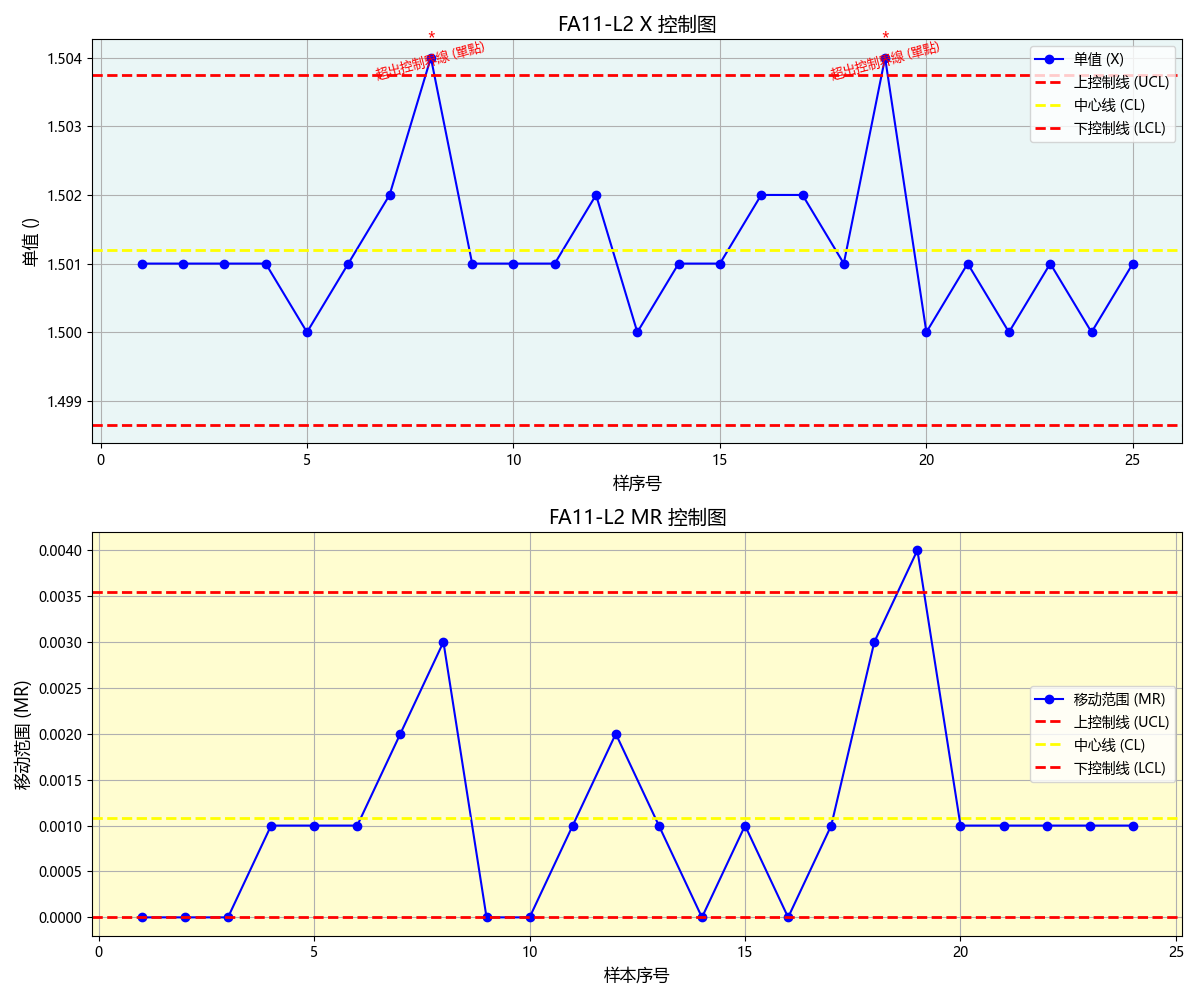 FA11-L2 X 控制图
*
*
超出控制界線 (單點)
超出控制界線 (單點)
单值 (X)
上控制线 (UCL)
中心线 (CL)
下控制线 (LCL)
单值 ()
1.504
1.503
1.502
1.501
1.500
1.499
0 5 10 15 20 25
样序号
FA11-L2 MR 控制图
移动范围 (MR)
0.0040
0.0035
0.0030
0.0025
0.0020
0.0015
0.0010
0.0005
0.0000
移动范围 (MR)
上控制线 (UCL)
中心线 (CL)
下控制线 (LCL)
0 5 10 15 20 25
样本序号